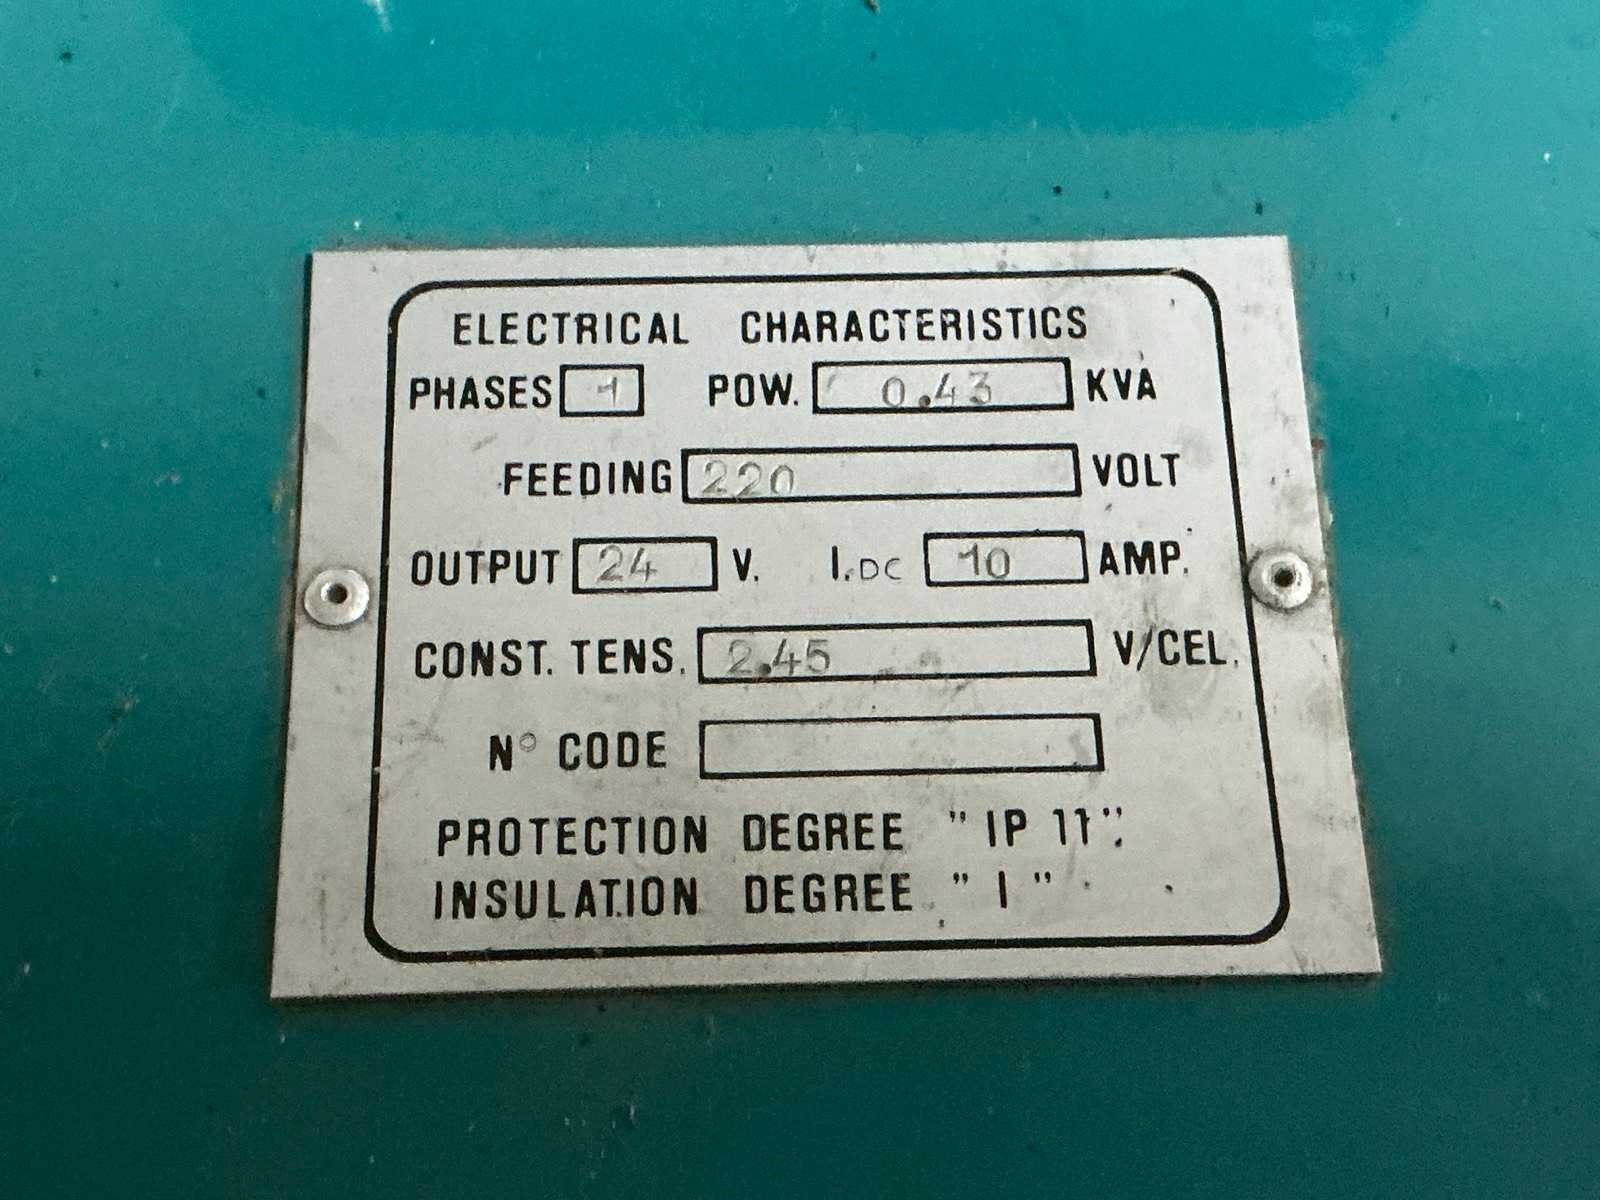 ELECTRICAL CHARACTERISTICS
PHASES 1 POW. 0.43 KVA
FEEDING 220 VOLT
OUTPUT 24 V. I.DC 10 AMP.
CONST. TENS. 2.45 V/CEL.
N° CODE
PROTECTION DEGREE "IP 11"
INSULATION DEGREE "I"